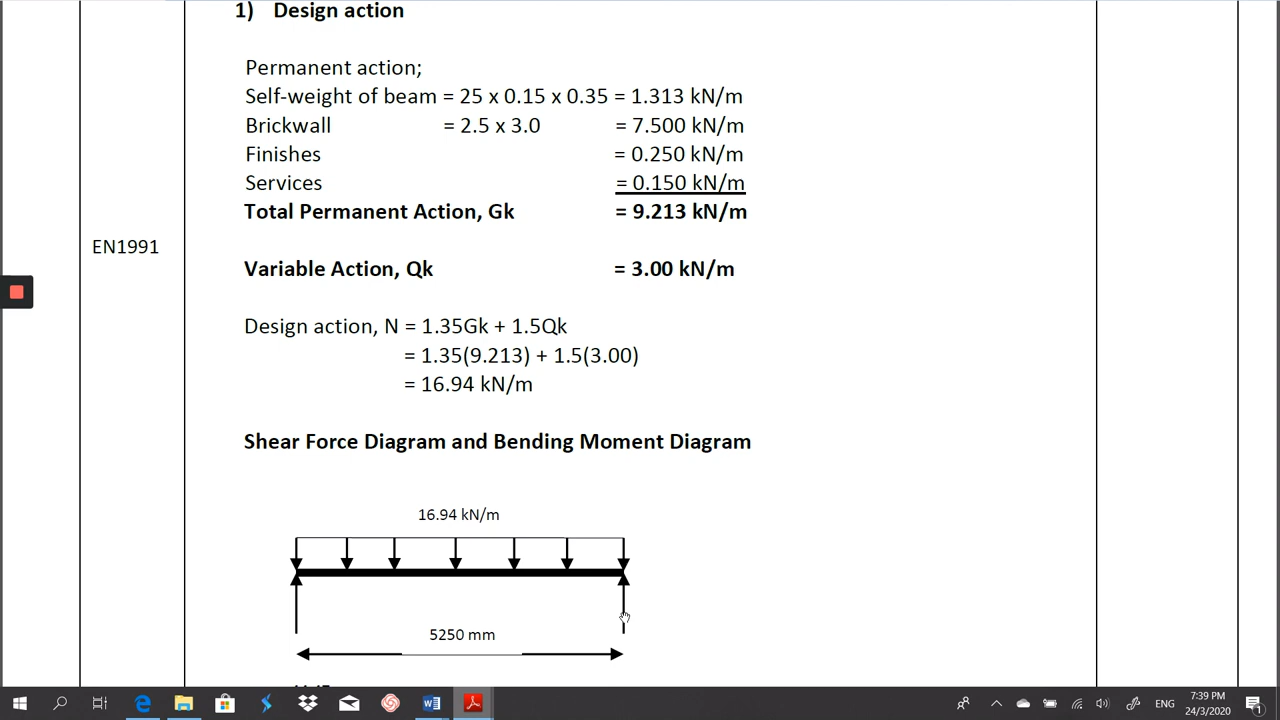 1) Design action
Permanent action;
Self-weight of beam = 25 x 0.15 x 0.35 = 1.313 kN/m
Brickwall = 2.5 x 3.0 = 7.500 kN/m
Finishes = 0.250 kN/m
Services = 0.150 kN/m
Total Permanent Action, Gk = 9.213 kN/m
EN1991
Variable Action, Qk = 3.00 kN/m
Design action, N = 1.35Gk + 1.5Qk
= 1.35(9.213) + 1.5(3.00)
= 16.94 kN/m
Shear Force Diagram and Bending Moment Diagram
16.94 kN/m
5250 mm
7:39 PM
ENG
24/3/2020
1